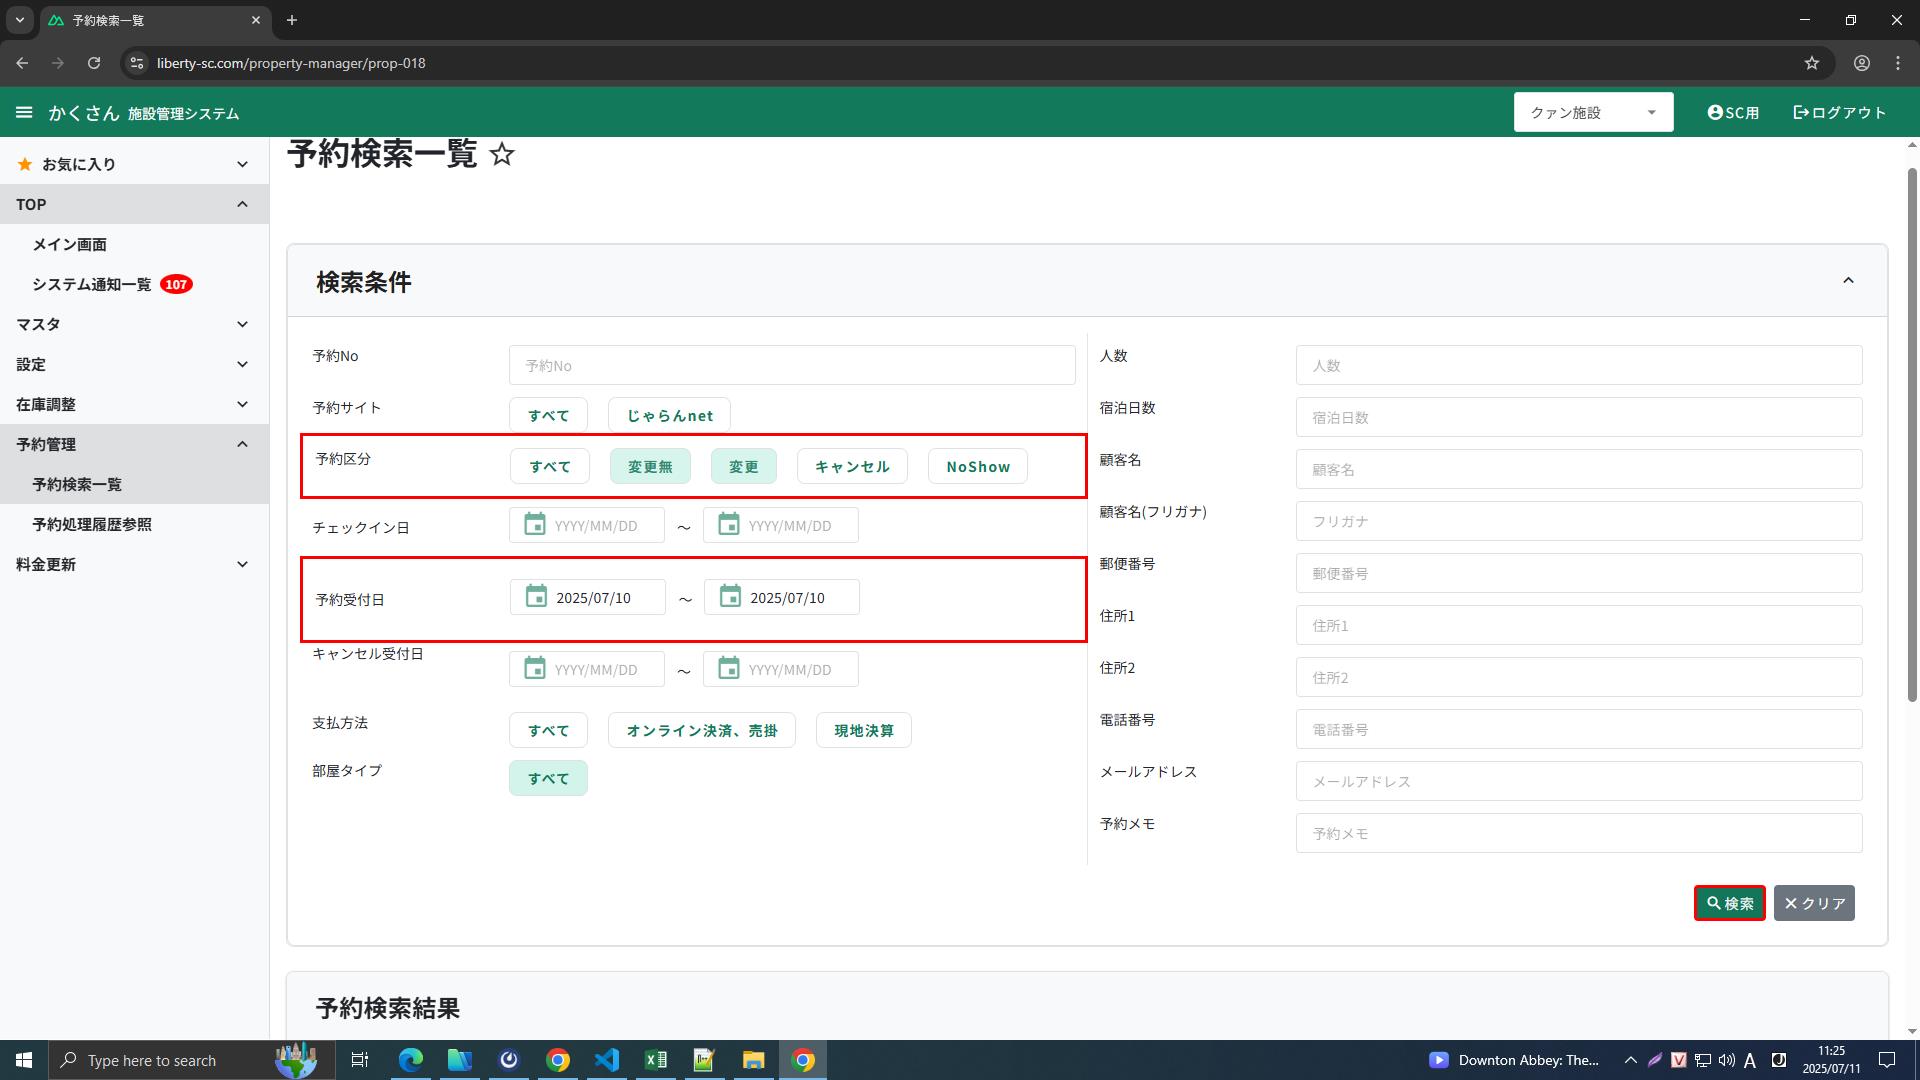 予約検索一覧
liberty-sc.com/property-manager/prop-018
かくさん 施設管理システム
クァン施設
SC用
ログアウト
お気に入り
TOP
メイン画面
システム通知一覧 107
マスタ
設定
在庫調整
予約管理
予約検索一覧
予約処理履歴参照
料金更新
予約検索一覧
検索条件
予約No 予約No
予約サイト すべて じゃらんnet
予約区分 すべて 変更無 変更 キャンセル NoShow
チェックイン日 YYYY/MM/DD ～ YYYY/MM/DD
予約受付日 2025/07/10 ～ 2025/07/10
キャンセル受付日 YYYY/MM/DD ～ YYYY/MM/DD
支払方法 すべて オンライン決済、売掛 現地決算
部屋タイプ すべて
人数 人数
宿泊日数 宿泊日数
顧客名 顧客名
顧客名(フリガナ) フリガナ
郵便番号 郵便番号
住所1 住所1
住所2 住所2
電話番号 電話番号
メールアドレス メールアドレス
予約メモ 予約メモ
検索 クリア
予約検索結果
Type here to search
Downton Abbey: The...
A
11:25
2025/07/11